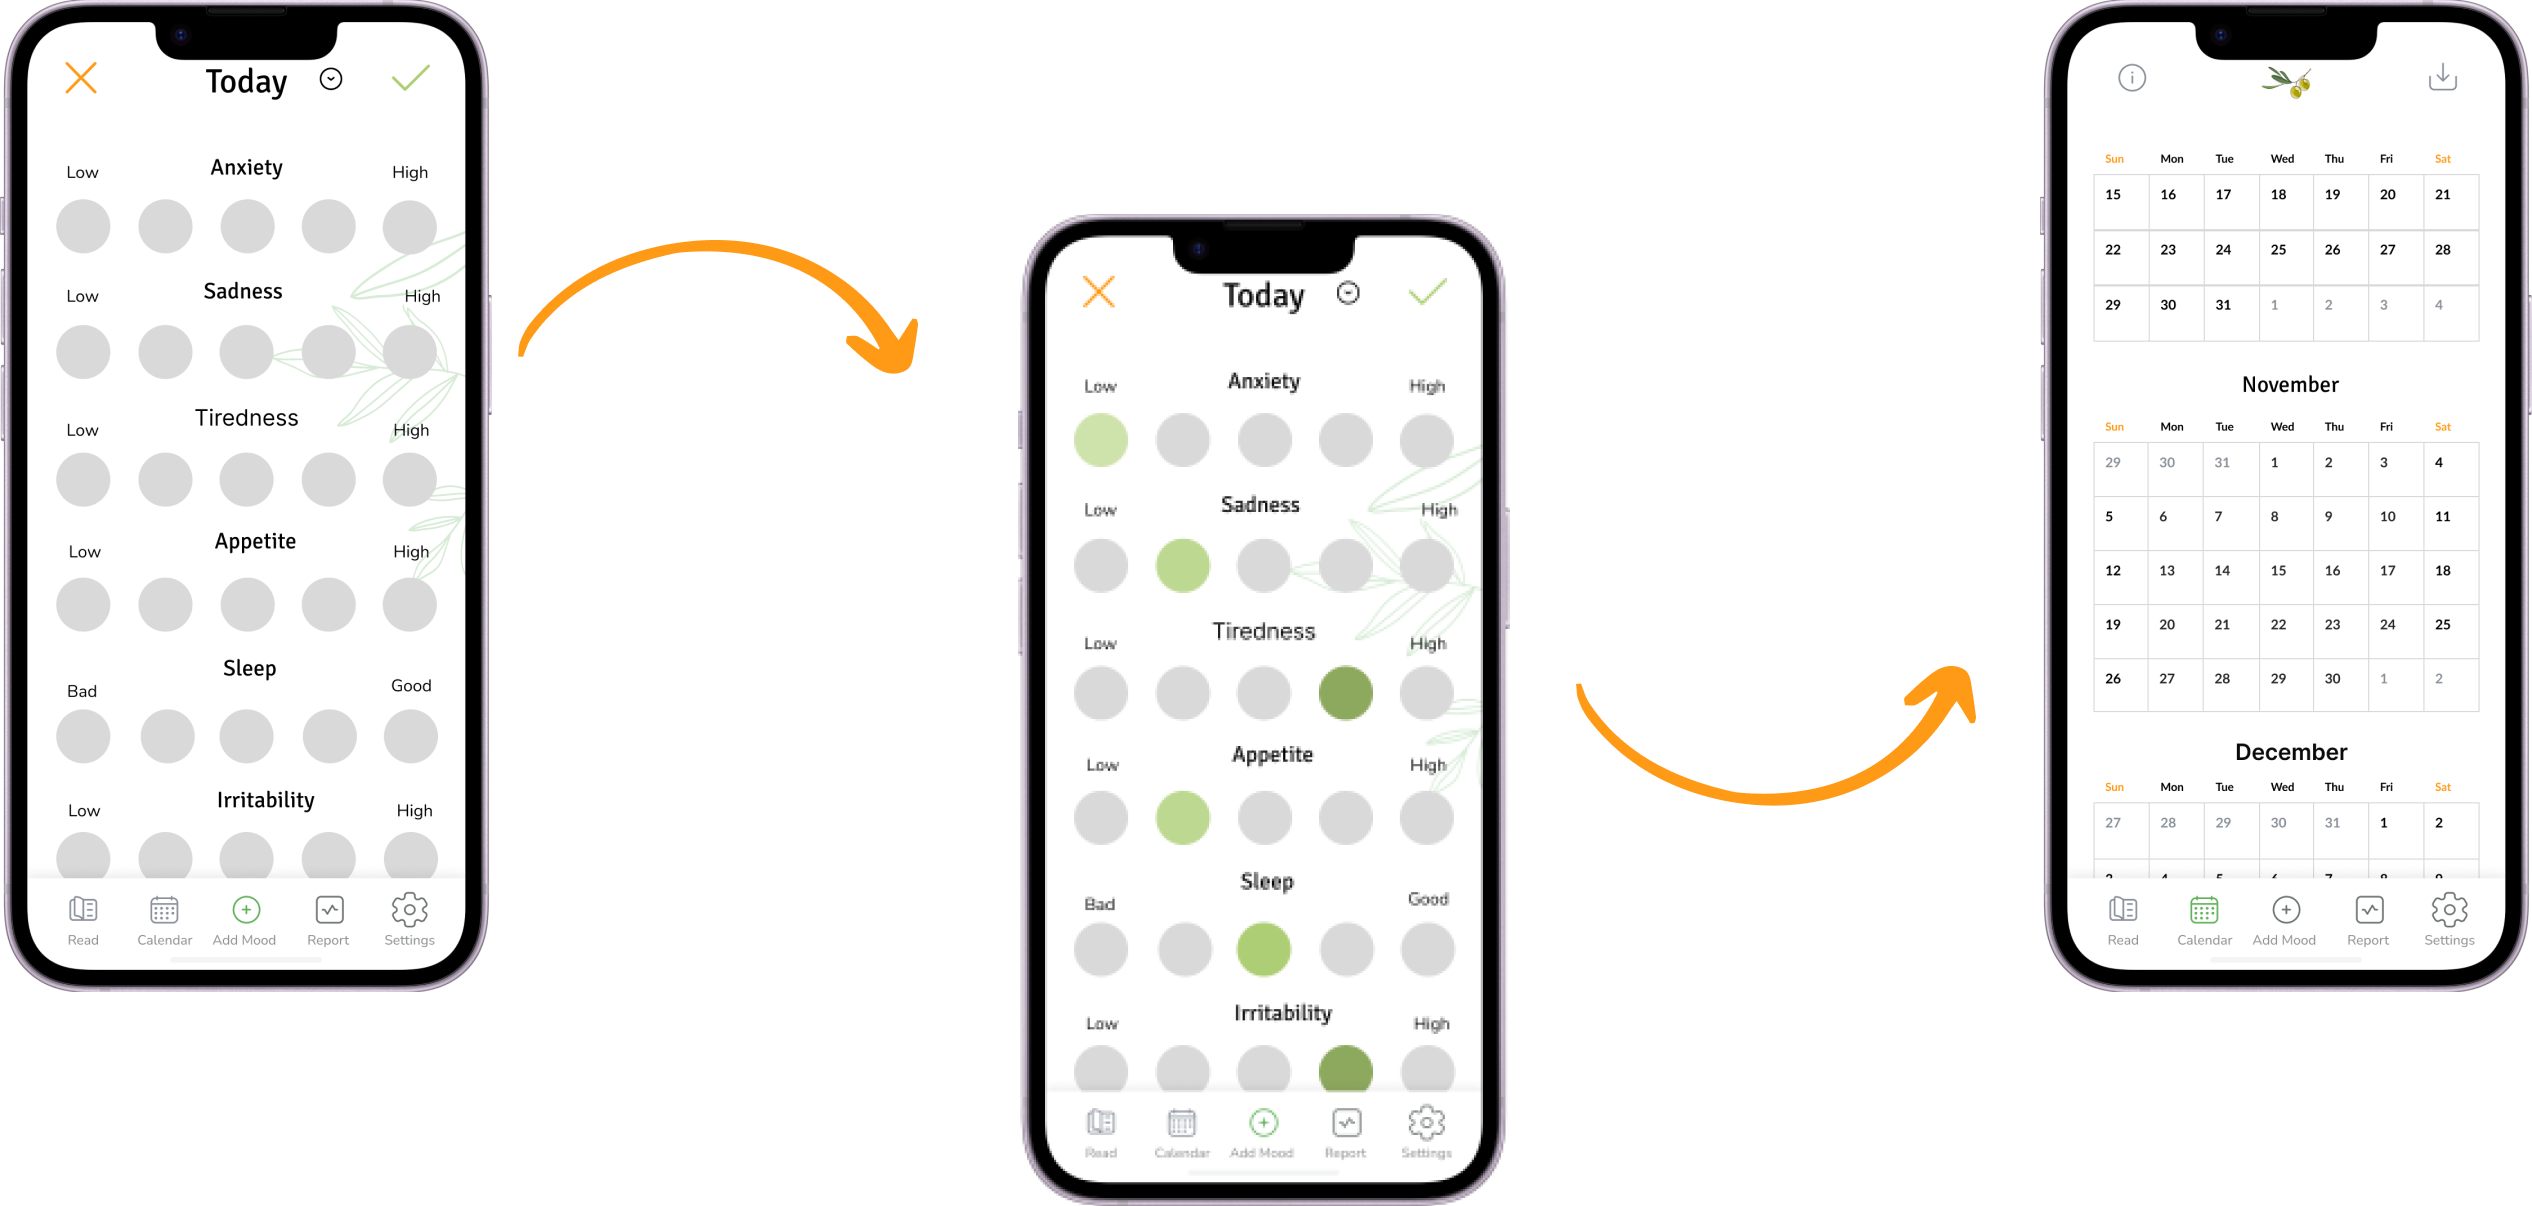 Today
Low Anxiety High
Low Sadness High
Low Tiredness High
Low Appetite High
Bad Sleep Good
Low Irritability High
Read Calendar Add Mood Report Settings
Today
Low Anxiety High
Low Sadness High
Low Tiredness High
Low Appetite High
Bad Sleep Good
Low Irritability High
Read Calendar Add Mood Report Settings
Sun Mon Tue Wed Thu Fri Sat
15 16 17 18 19 20 21
22 23 24 25 26 27 28
29 30 31 1 2 3 4
November
Sun Mon Tue Wed Thu Fri Sat
29 30 31 1 2 3 4
5 6 7 8 9 10 11
12 13 14 15 16 17 18
19 20 21 22 23 24 25
26 27 28 29 30 1 2
December
Sun Mon Tue Wed Thu Fri Sat
27 28 29 30 31 1 2
Read Calendar Add Mood Report Settings